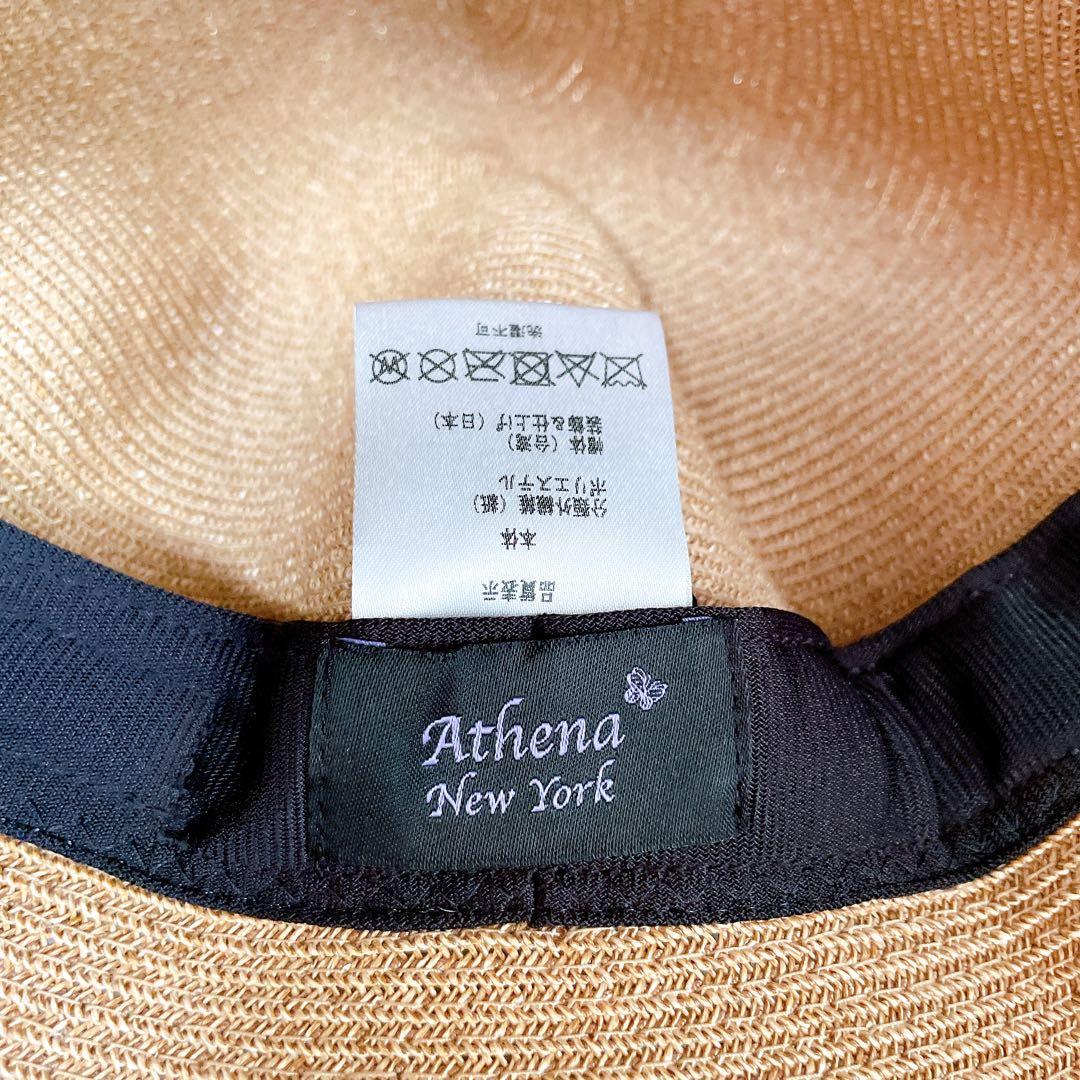 Athena
New York
品質表示
本体
分類外繊維（紙）
ポリエステル
帽体（台湾）
装飾&仕上げ（日本）
W
洗濯不可